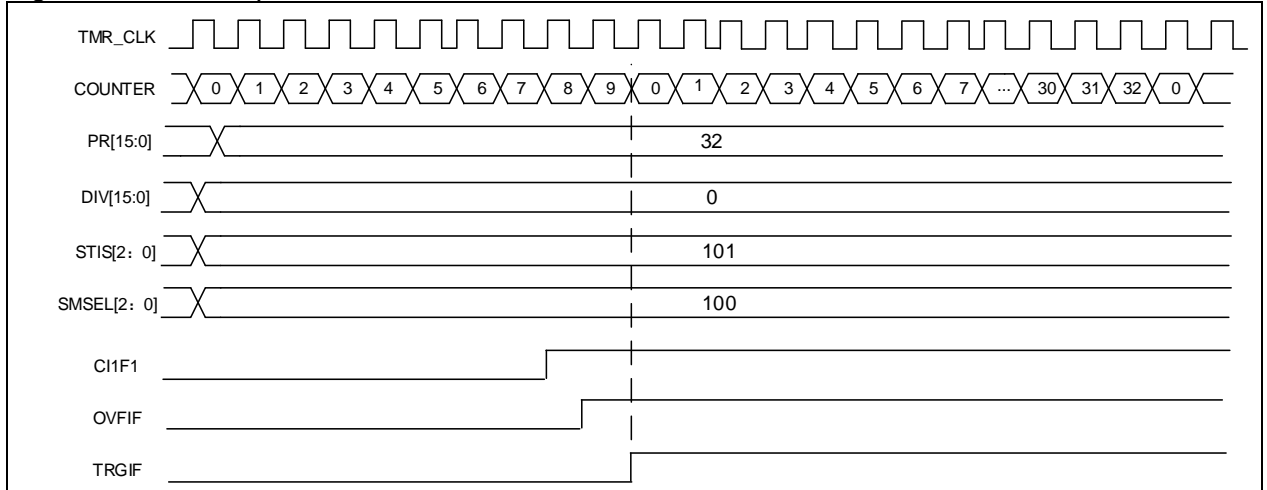 TMR_CLK
COUNTER 0 1 2 3 4 5 6 7 8 9 0 1 2 3 4 5 6 7 ... 30 31 32 0
PR[15:0] 32
DIV[15:0] 0
STIS[2：0] 101
SMSEL[2：0] 100
CI1F1
OVFIF
TRGIF